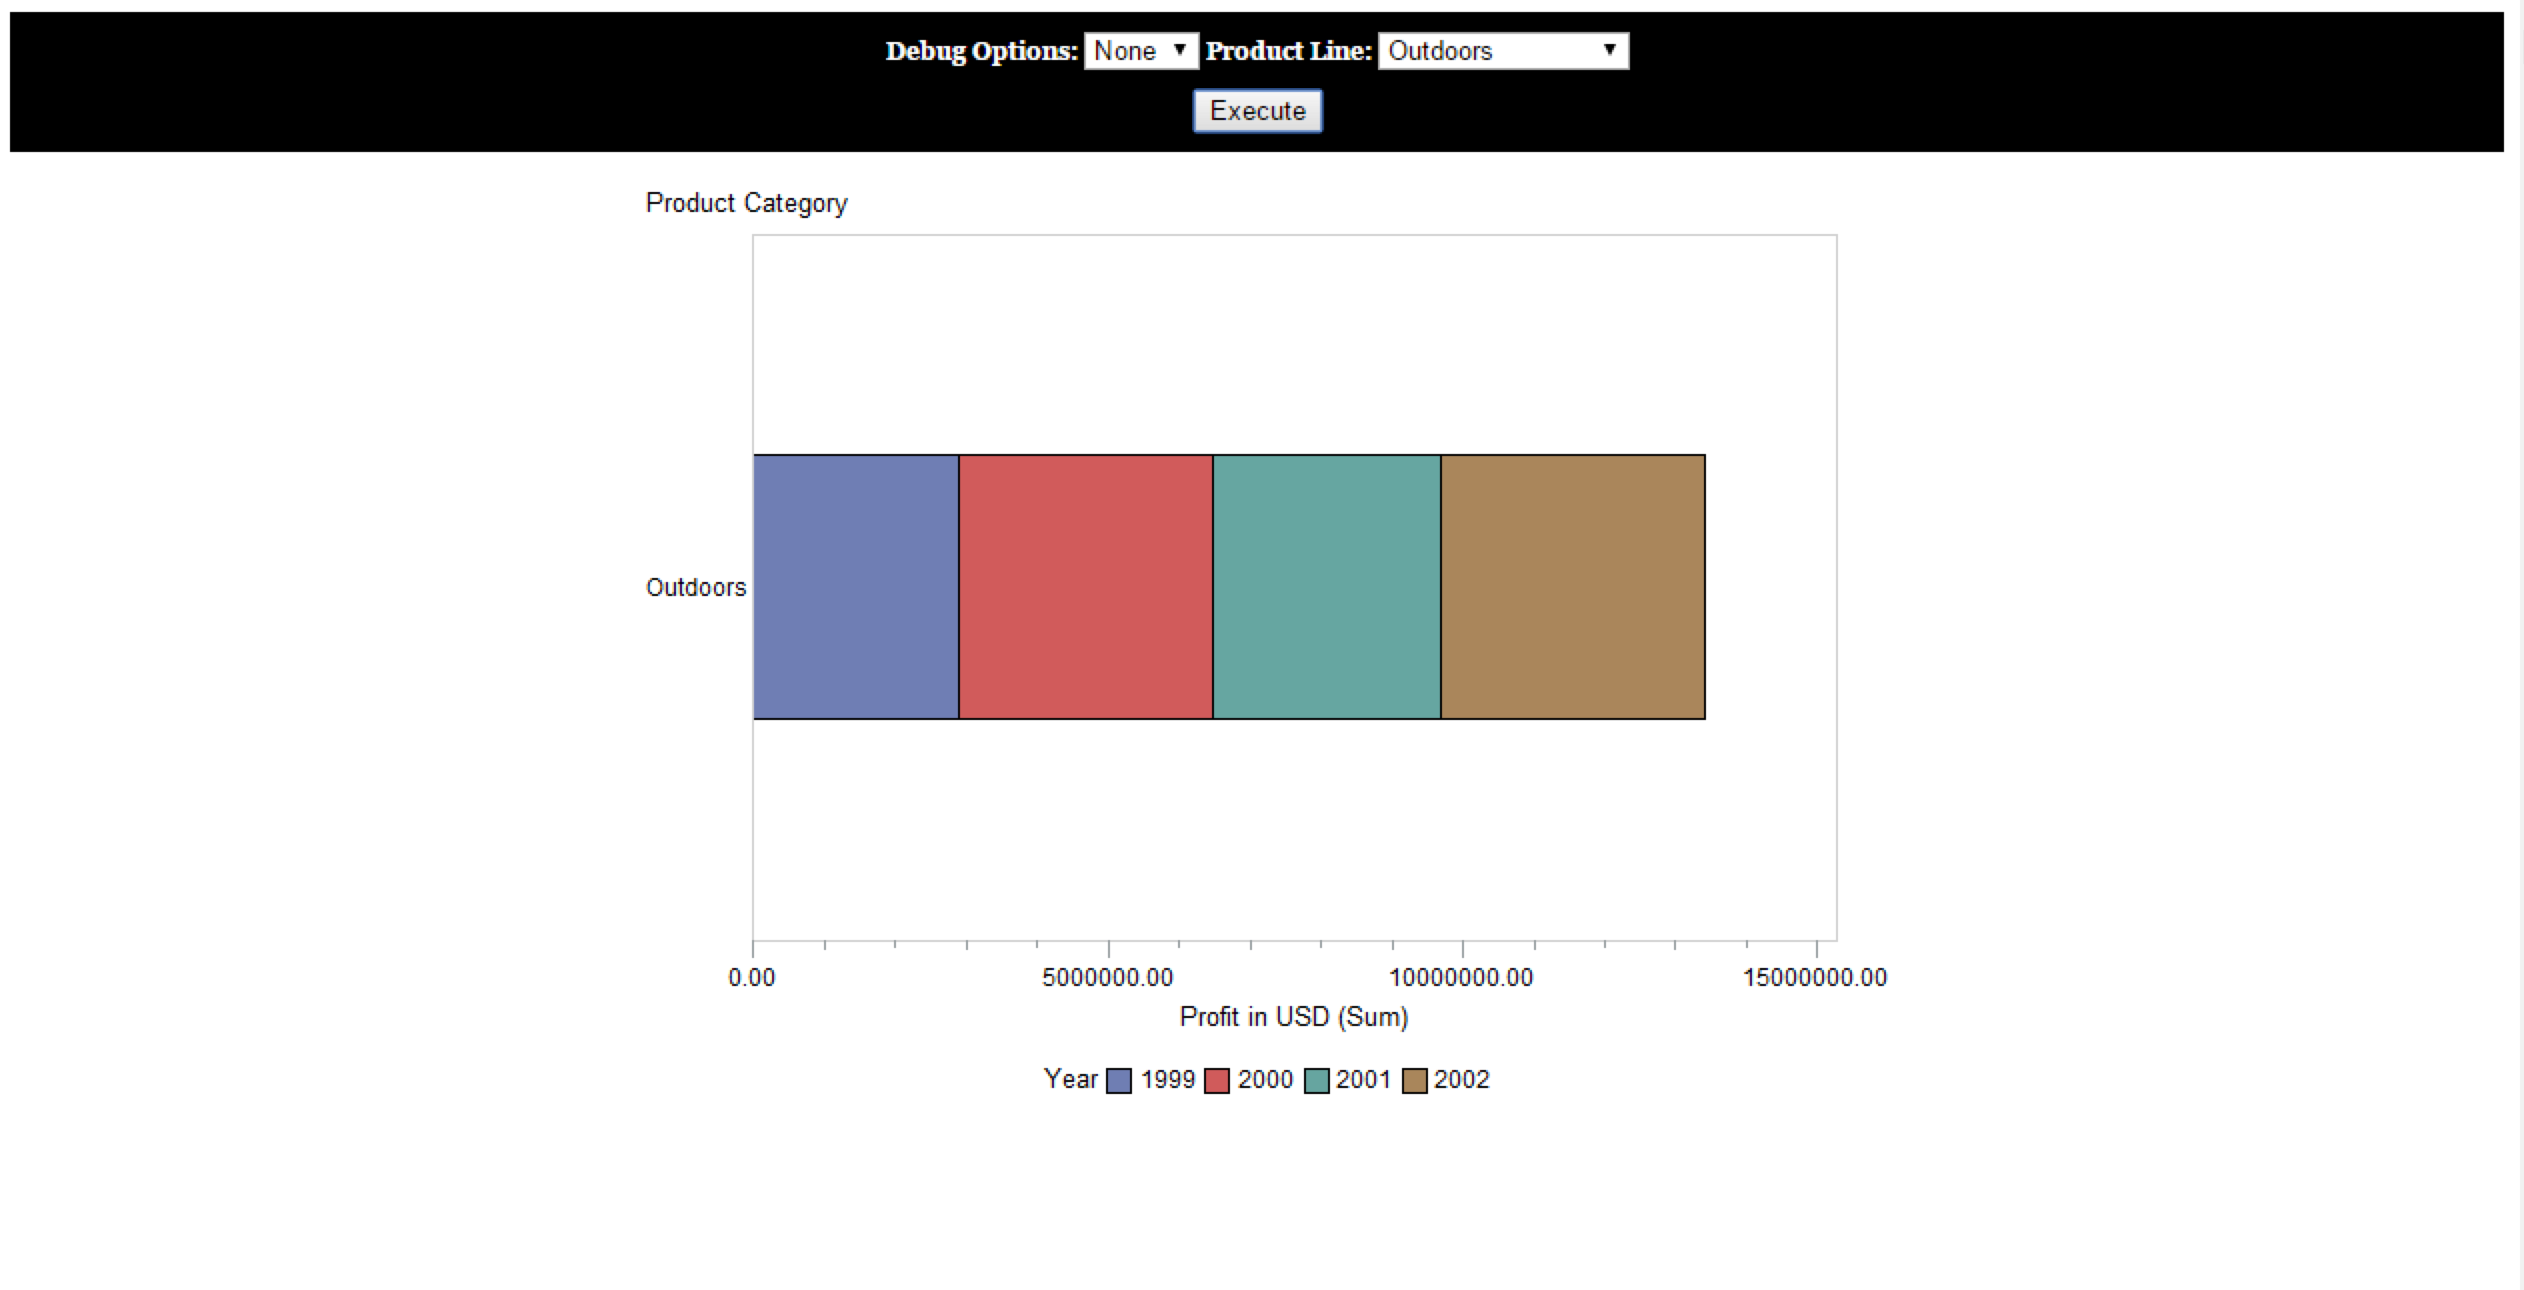 Debug Options: None Product Line: Outdoors
Execute
Product Category
Outdoors
0.00 5000000.00 10000000.00 15000000.00
Profit in USD (Sum)
Year 1999 2000 2001 2002